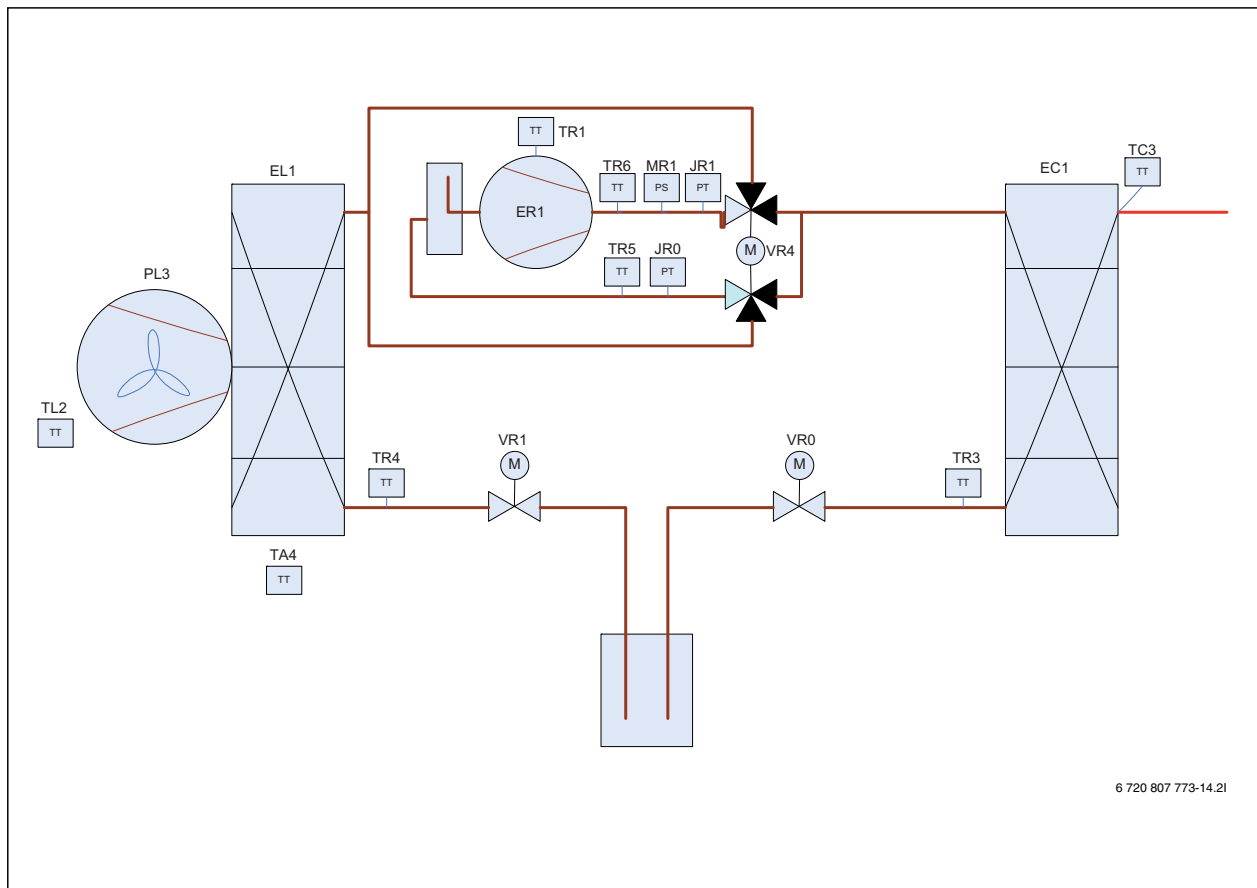 TR1
TT
TR6
MR1
JR1
TT
PS
PT
TC3
TT
EL1
EC1
ER1
PL3
TR5
JR0
TT
PT
M
VR4
TL2
TT
TR4
TT
VR1
M
VR0
M
TR3
TT
TA4
TT
6 720 807 773-14.2I